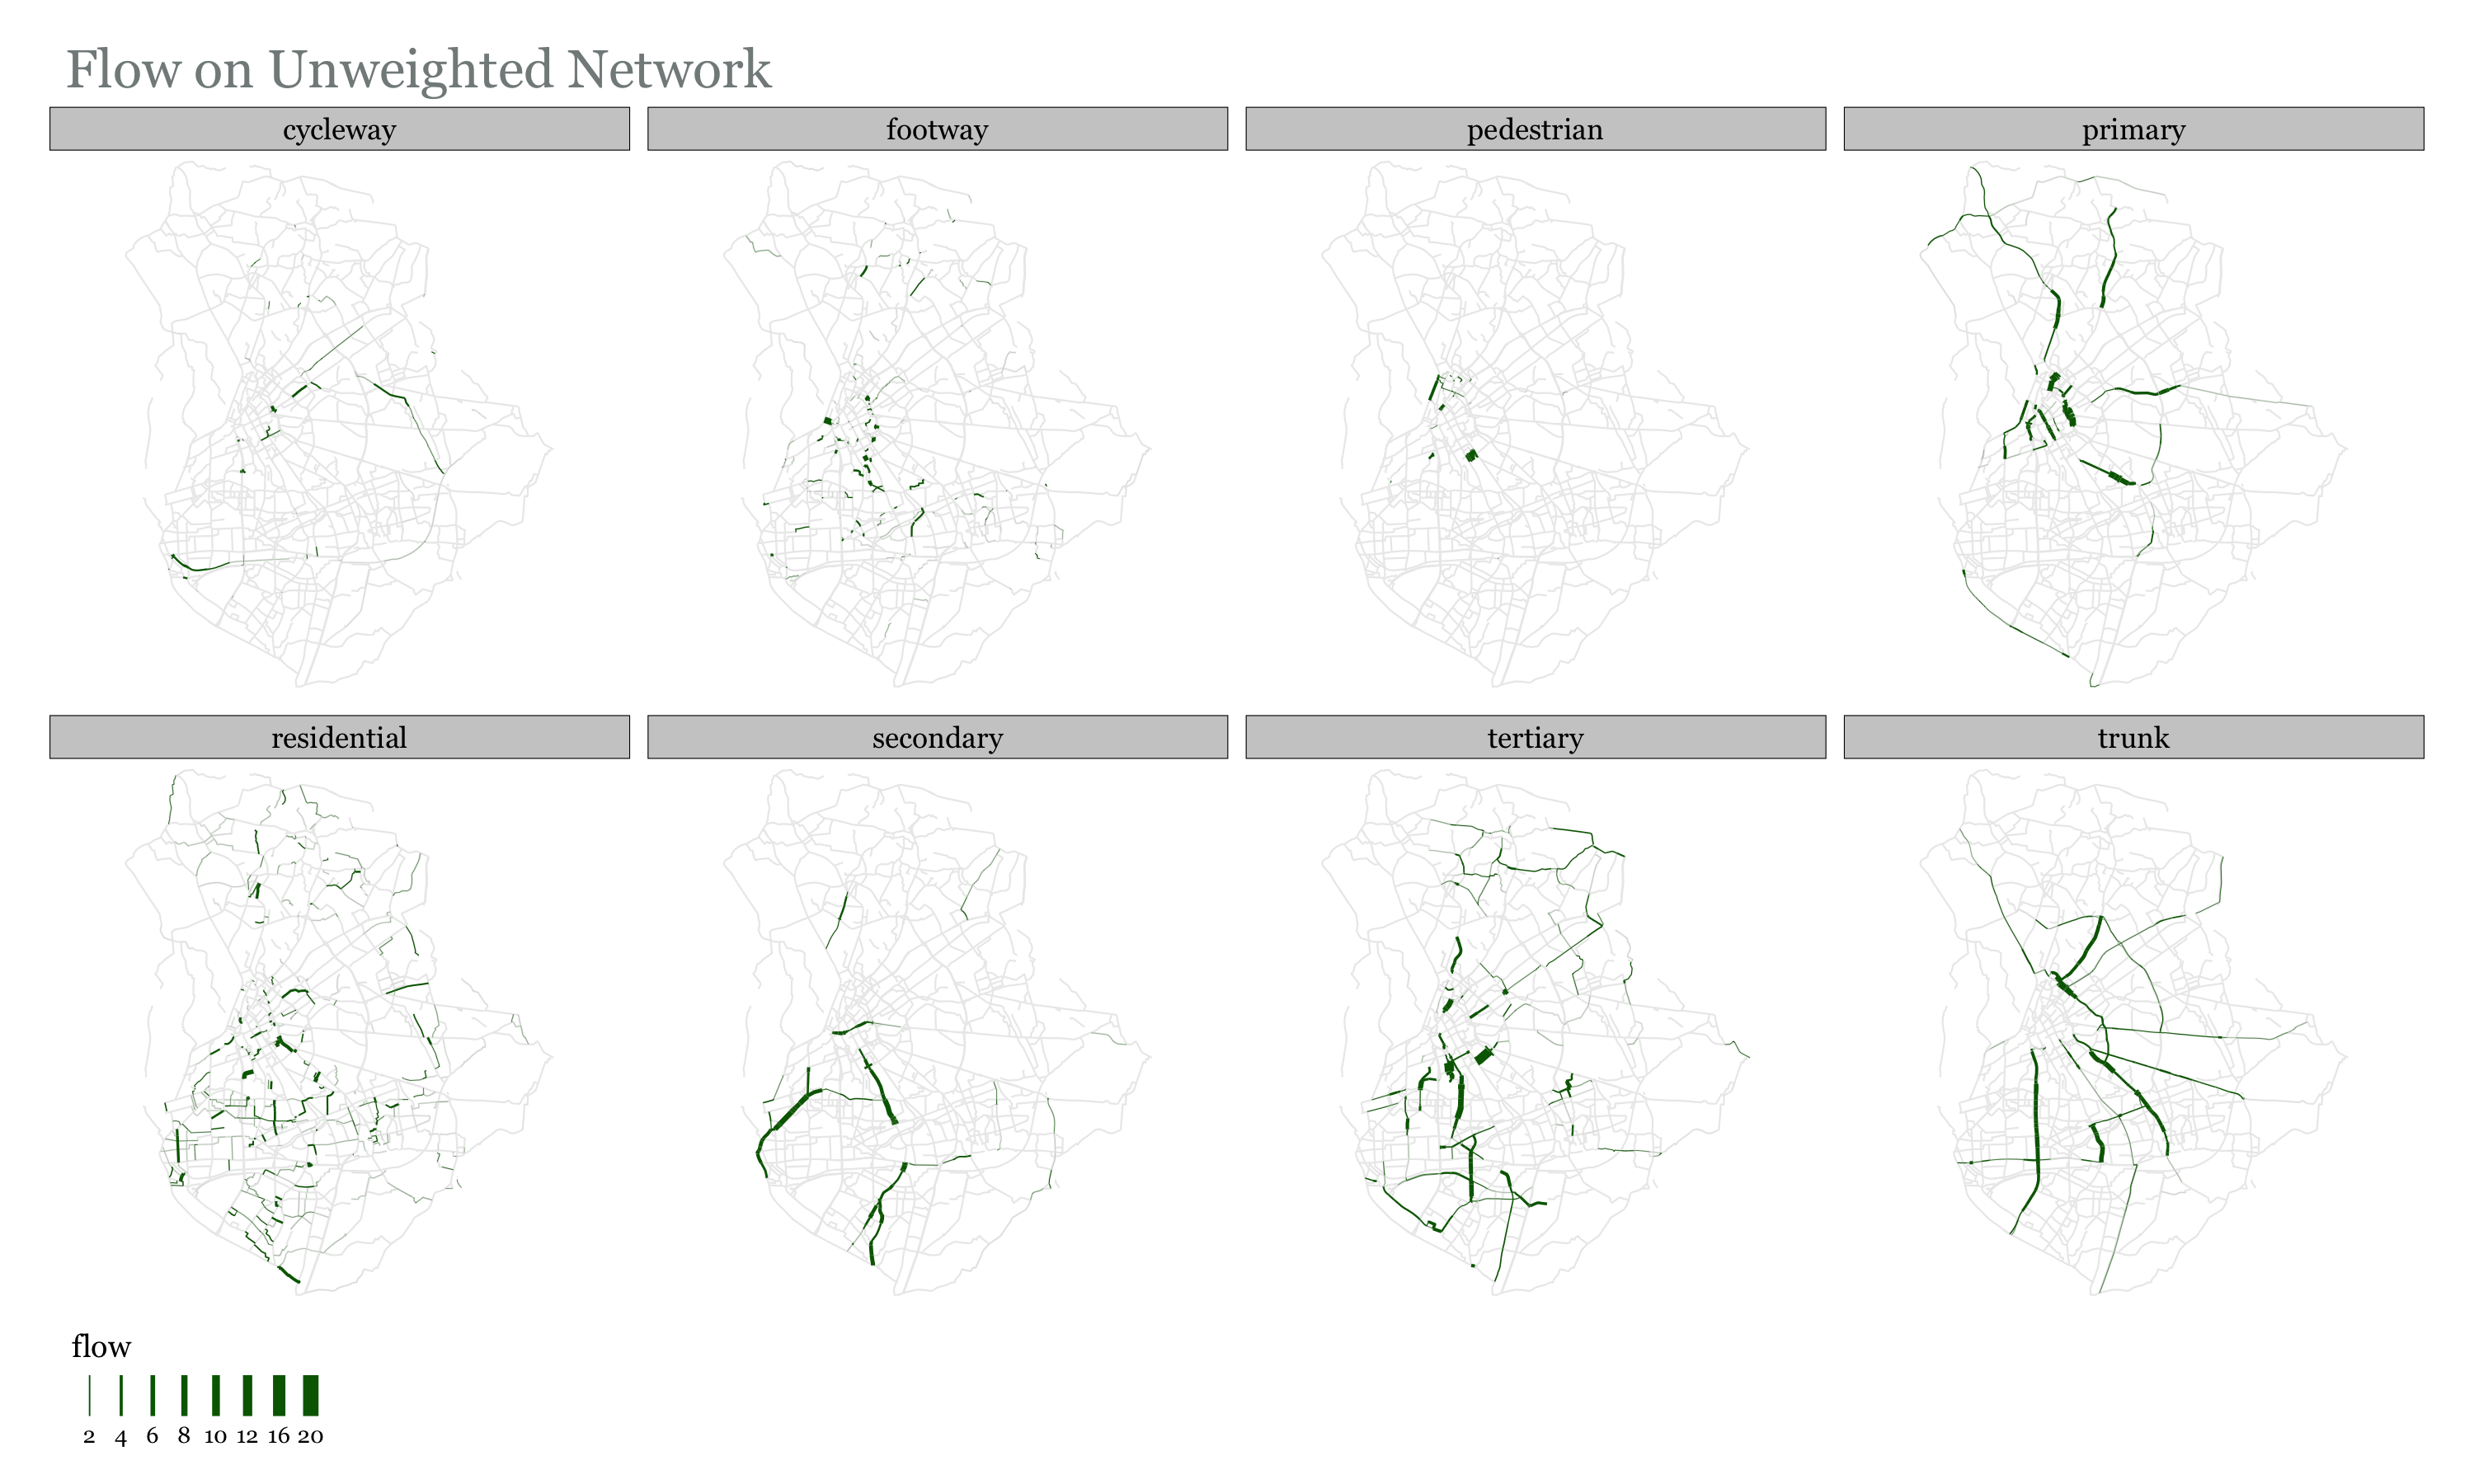 Flow on Unweighted Network
cycleway
footway
pedestrian
primary
residential
secondary
tertiary
trunk
flow
2 4 6 8 10 12 16 20